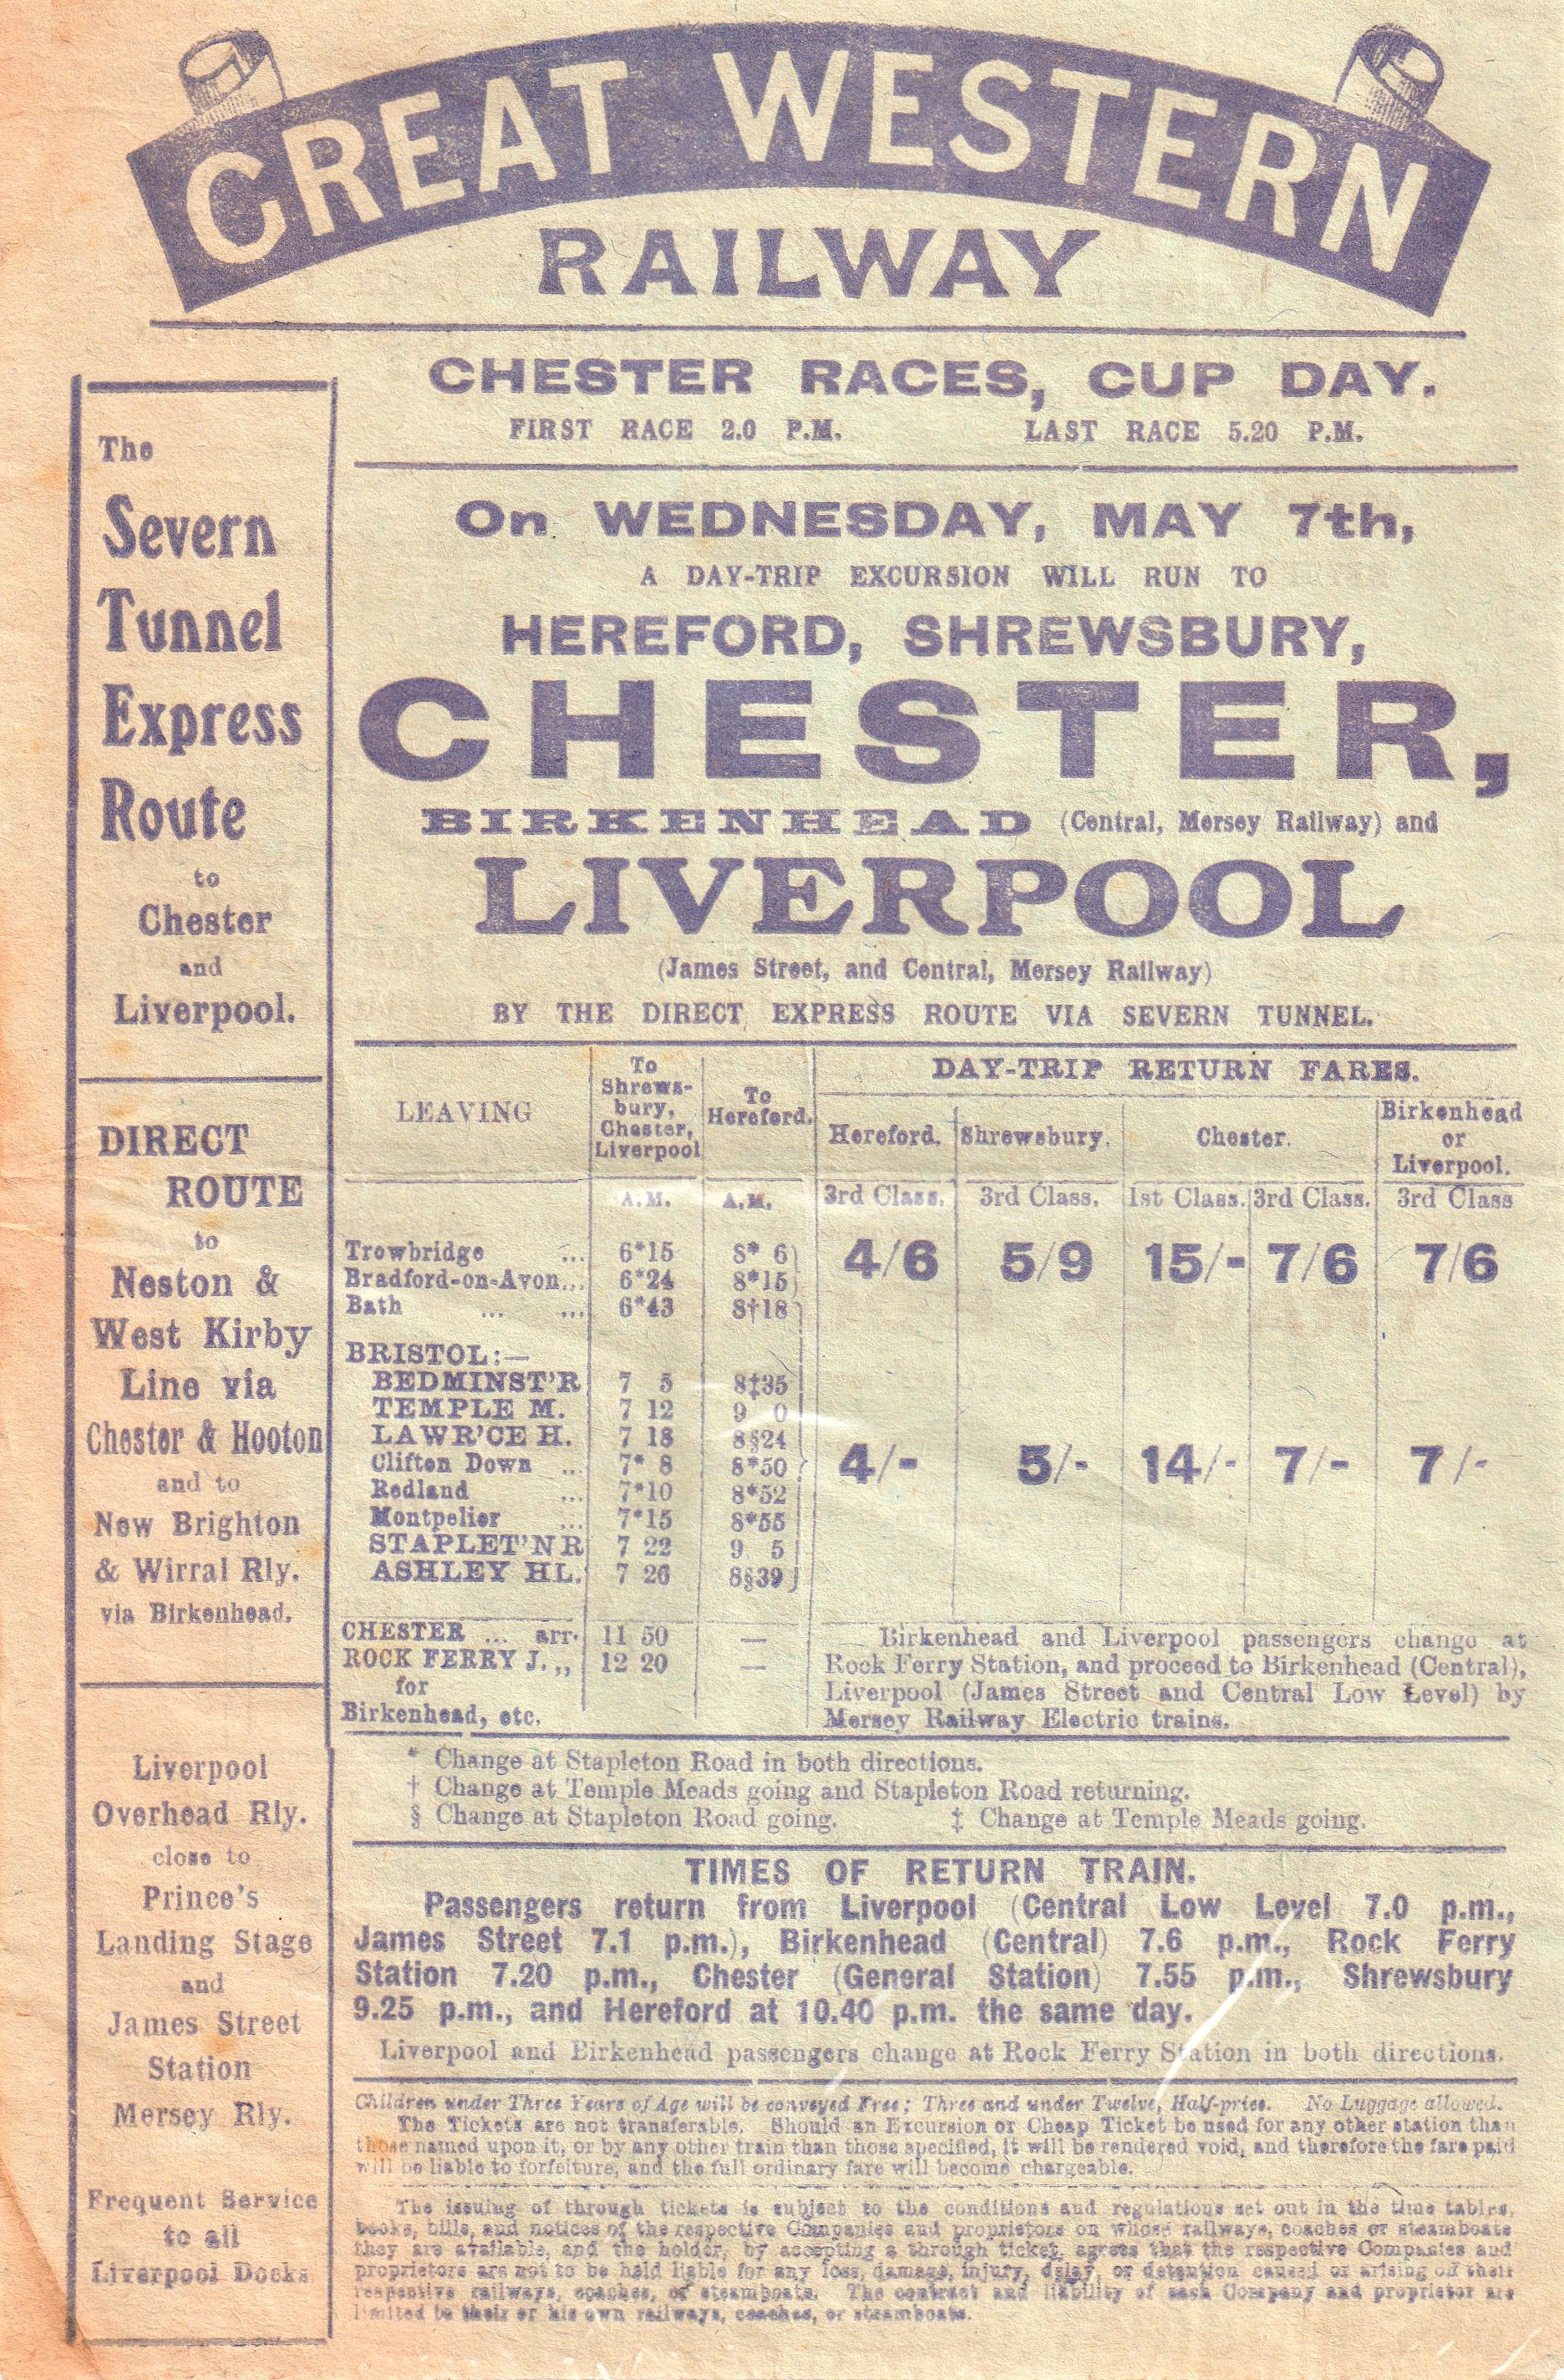 GREAT WESTERN
RAILWAY
CHESTER RACES, CUP DAY.
FIRST RACE 2.0 P.M. LAST RACE 5.20 P.M.
On WEDNESDAY, MAY 7th,
A DAY-TRIP EXCURSION WILL RUN TO
HEREFORD, SHREWSBURY,
CHESTER,
BIRKENHEAD (Central, Mersey Railway) and
LIVERPOOL
(James Street, and Central, Mersey Railway)
BY THE DIRECT EXPRESS ROUTE VIA SEVERN TUNNEL.
The
Severn
Tunnel
Express
Route
to
Chester
and
Liverpool.
DIRECT
ROUTE
to
Neston &
West Kirby
Line via
Chester & Hooton
and to
New Brighton
& Wirral Rly.
via Birkenhead.
Liverpool
Overhead Rly.
close to
Prince's
Landing Stage
and
James Street
Station
Mersey Rly.
Frequent Service
to all
Liverpool Docks
LEAVING
To
Shrews-
bury,
Chester,
Liverpool
To
Hereford.
DAY-TRIP RETURN FARES.
Hereford. Shrewsbury. Chester.
Birkenhead
or
Liverpool.
A.M. A.M. 3rd Class. 3rd Class. 1st Class. 3rd Class. 3rd Class
Trowbridge ... 6*15 8* 6 4/6 5/9 15/- 7/6 7/6
Bradford-on-Avon... 6*24 8*15
Bath ... ... 6*43 8†18
BRISTOL:—
BEDMINST'R 7 5 8‡35
TEMPLE M. 7 12 9 0
LAWR'CE H. 7 18 8§24
Clifton Down ... 7* 8 8*50 4/- 5/- 14/- 7/- 7/-
Redland ... 7*10 8*52
Montpelier ... 7*15 8*55
STAPLET'N R 7 22 9 5
ASHLEY HL. 7 26 8§39
CHESTER ... arr. 11 50 —
ROCK FERRY J. ,, 12 20 —
for
Birkenhead, etc.
Birkenhead and Liverpool passengers change at
Rock Ferry Station, and proceed to Birkenhead (Central),
Liverpool (James Street and Central Low Level) by
Mersey Railway Electric trains.
* Change at Stapleton Road in both directions.
† Change at Temple Meads going and Stapleton Road returning.
§ Change at Stapleton Road going. ‡ Change at Temple Meads going.
TIMES OF RETURN TRAIN.
Passengers return from Liverpool (Central Low Level 7.0 p.m.,
James Street 7.1 p.m.), Birkenhead (Central) 7.6 p.m., Rock Ferry
Station 7.20 p.m., Chester (General Station) 7.55 p.m., Shrewsbury
9.25 p.m., and Hereford at 10.40 p.m. the same day.
Liverpool and Birkenhead passengers change at Rock Ferry Station in both directions.
Children under Three Years of Age will be conveyed Free; Three and under Twelve, Half-price. No Luggage allowed.
The Tickets are not transferable. Should an Excursion or Cheap Ticket be used for any other station than
those named upon it, or by any other train than those specified, it will be rendered void, and therefore the fare paid
will be liable to forfeiture, and the full ordinary fare will become chargeable.
The issuing of through tickets is subject to the conditions and regulations set out in the time tables,
books, bills, and notices of the respective Companies and proprietors on whose railways, coaches or steamboats
they are available, and the holder, by accepting a through ticket, agrees that the respective Companies and
proprietors are not to be held liable for any loss, damage, injury, delay, or detention caused or arising off their
respective railways, coaches, or steamboats. The contract and liability of each Company and proprietor are
limited to their or his own railways, coaches, or steamboats.